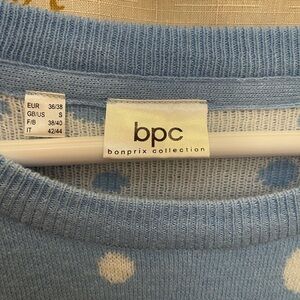 EUR 36/38
GB/US S
F/B 38/40
IT 42/44
bpc
bonprix collection